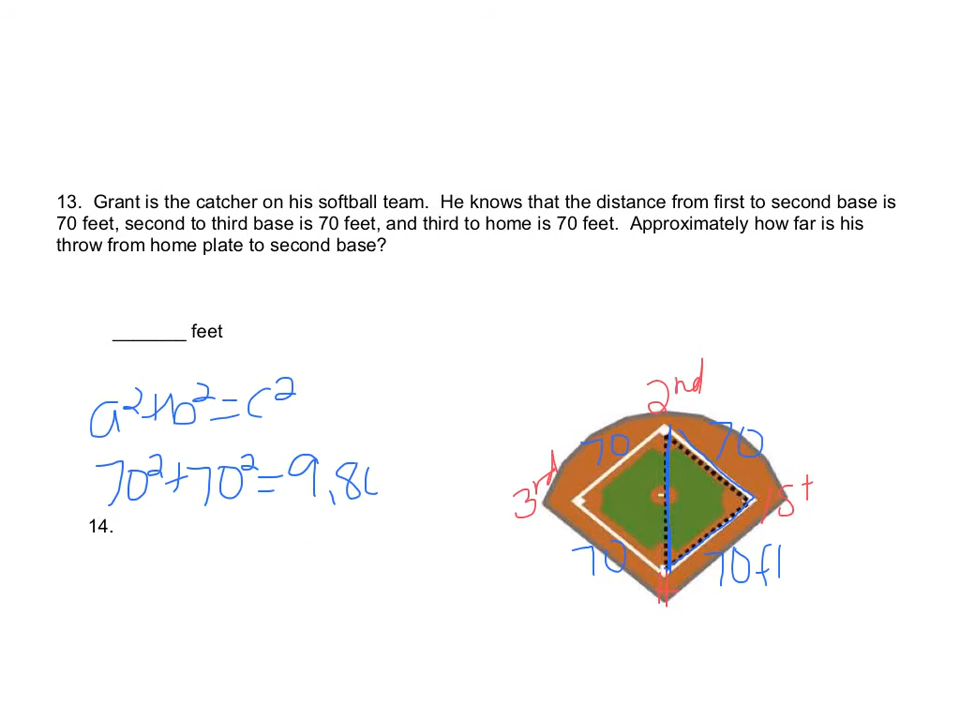 13. Grant is the catcher on his softball team. He knows that the distance from first to second base is
70 feet, second to third base is 70 feet, and third to home is 70 feet. Approximately how far is his
throw from home plate to second base?
_______ feet
a²+b²=c²
2nd
70
70
70²+70²=9,80
3rd
1st
14.
70
70ft
H